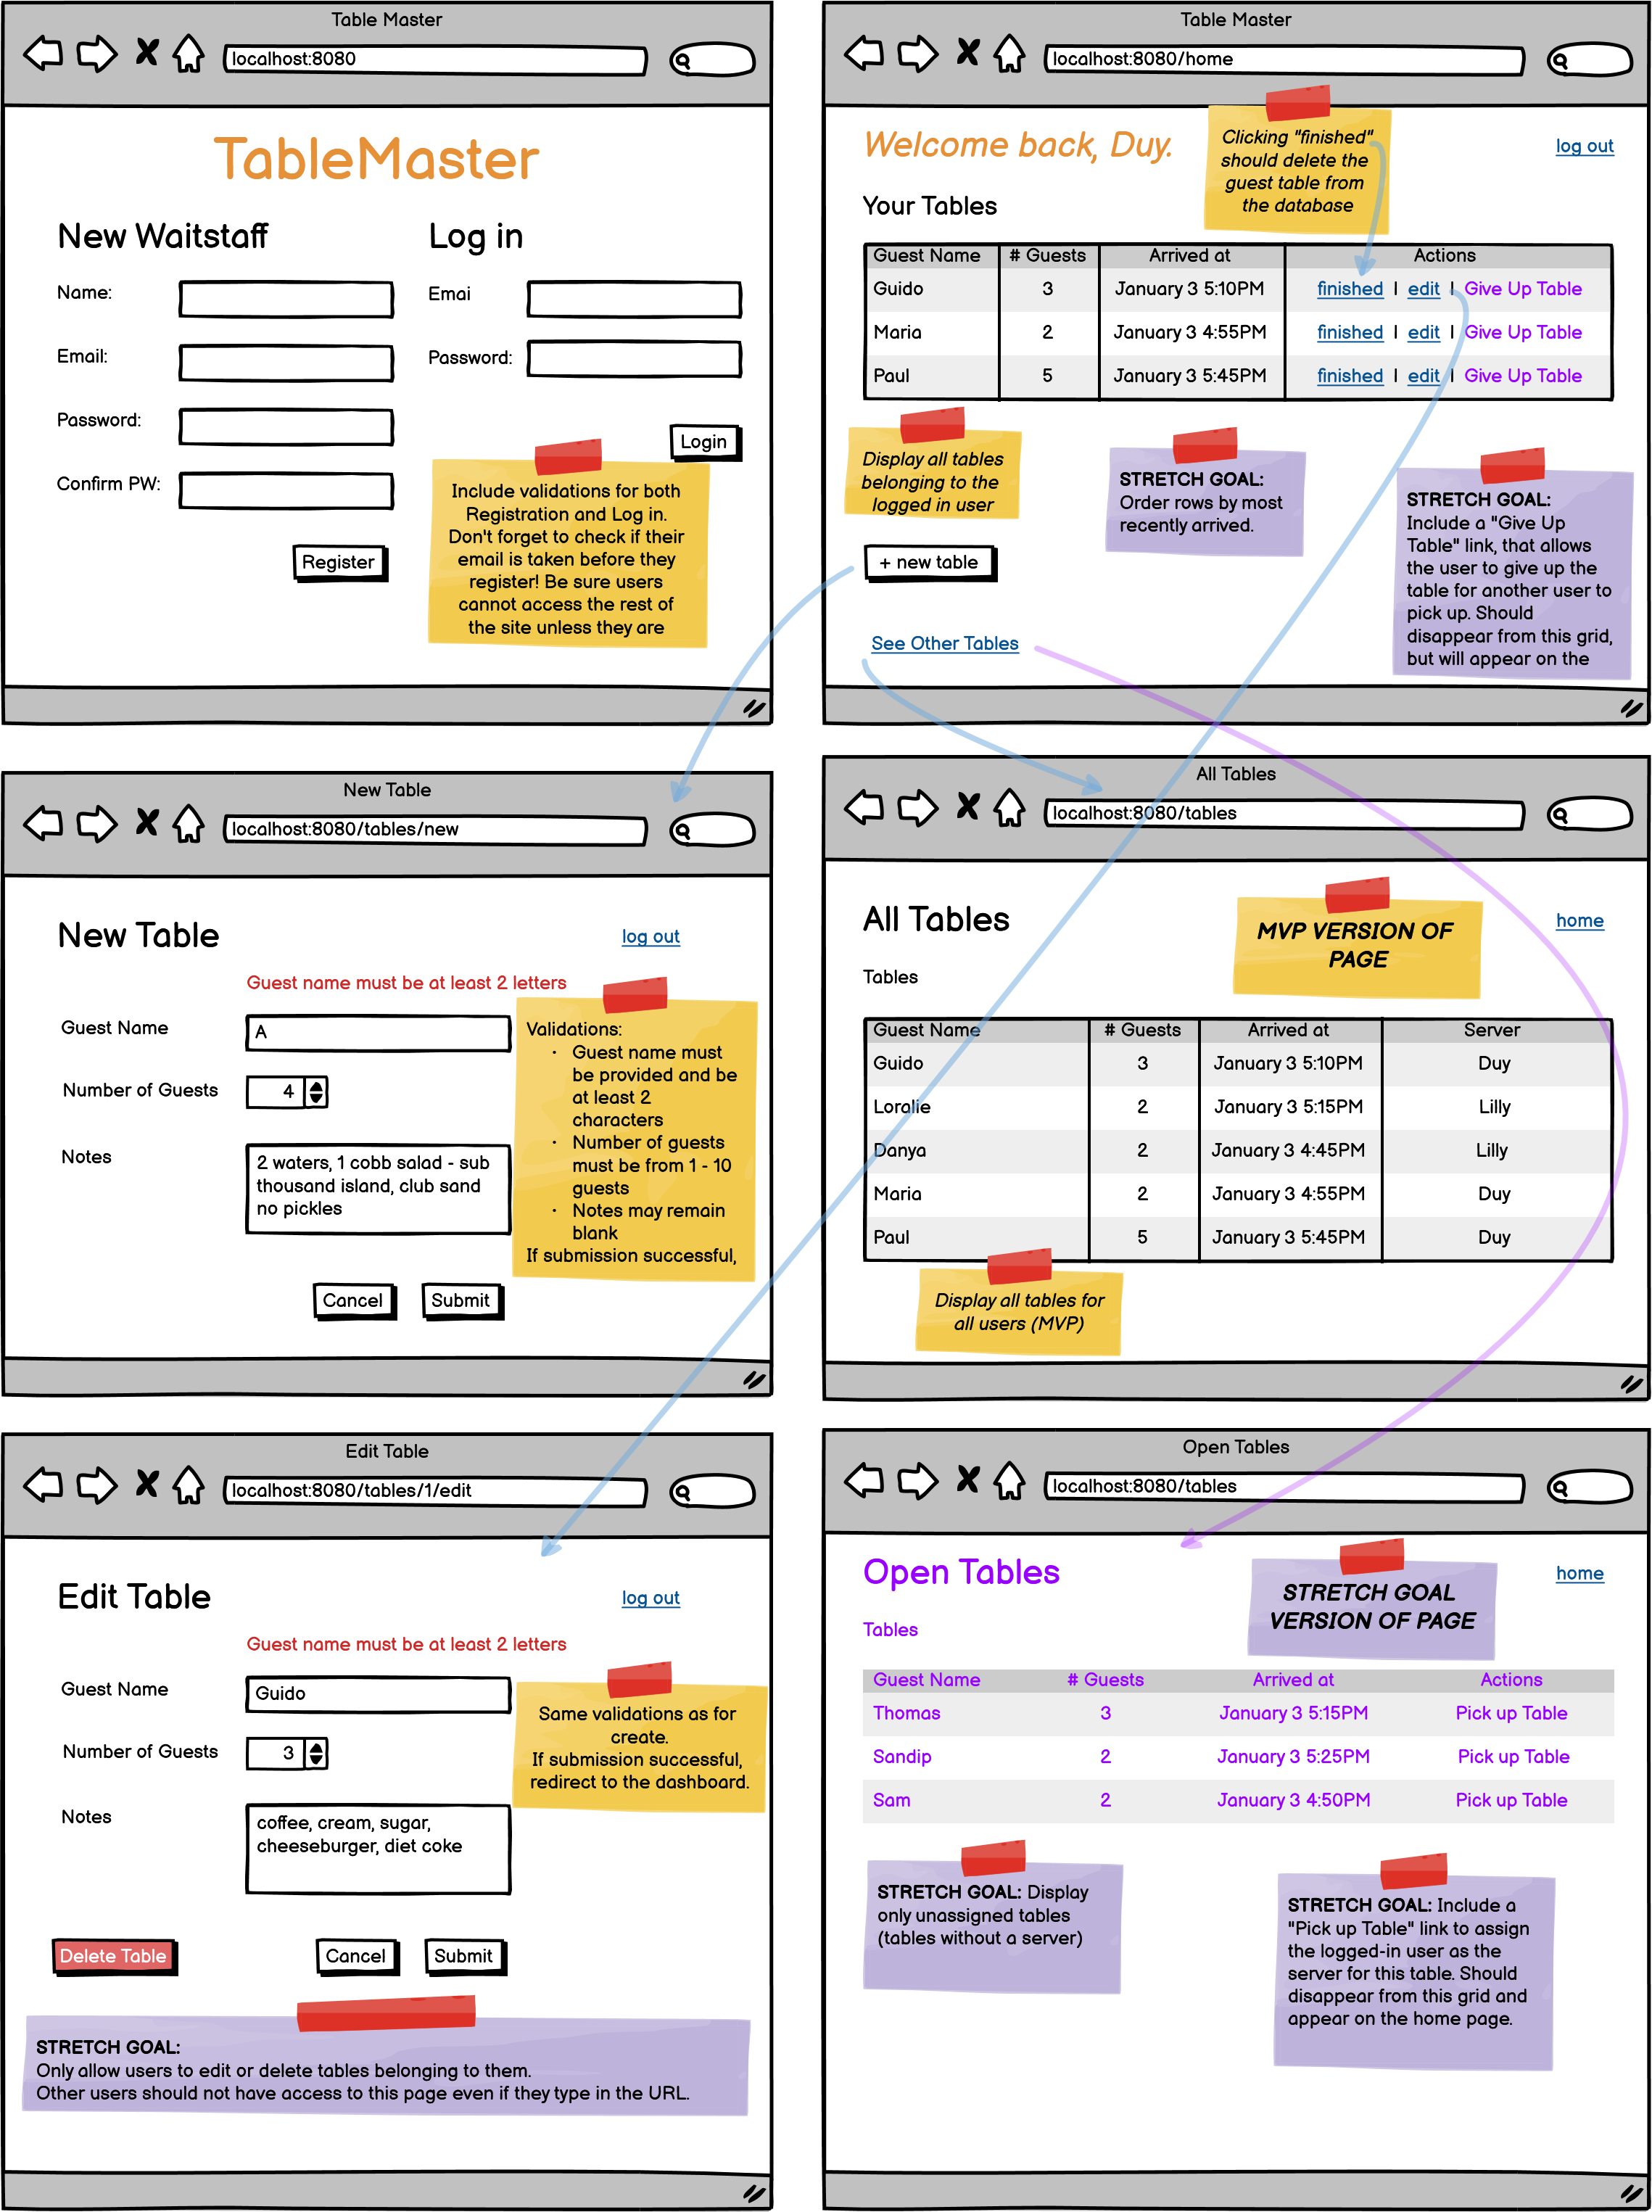 Table Master
localhost:8080
TableMaster
New Waitstaff
Name:
Email:
Password:
Confirm PW:
Register
Log in
Emai
Password:
Login
Include validations for both
Registration and Log in.
Don't forget to check if their
email is taken before they
register! Be sure users
cannot access the rest of
the site unless they are
Table Master
localhost:8080/home
Welcome back, Duy.
Clicking "finished"
should delete the
guest table from
the database
log out
Your Tables
Guest Name # Guests Arrived at Actions
Guido 3 January 3 5:10PM finished | edit | Give Up Table
Maria 2 January 3 4:55PM finished | edit | Give Up Table
Paul 5 January 3 5:45PM finished | edit | Give Up Table
Display all tables
belonging to the
logged in user
STRETCH GOAL:
Order rows by most
recently arrived.
STRETCH GOAL:
Include a "Give Up
Table" link, that allows
the user to give up the
table for another user to
pick up. Should
disappear from this grid,
but will appear on the
+ new table
See Other Tables
New Table
localhost:8080/tables/new
New Table
log out
Guest name must be at least 2 letters
Guest Name A
Number of Guests 4
Notes
2 waters, 1 cobb salad - sub
thousand island, club sand
no pickles
Validations:
· Guest name must
be provided and be
at least 2
characters
· Number of guests
must be from 1 - 10
guests
· Notes may remain
blank
If submission successful,
Cancel Submit
All Tables
localhost:8080/tables
All Tables
MVP VERSION OF
PAGE
home
Tables
Guest Name # Guests Arrived at Server
Guido 3 January 3 5:10PM Duy
Loralie 2 January 3 5:15PM Lilly
Danya 2 January 3 4:45PM Lilly
Maria 2 January 3 4:55PM Duy
Paul 5 January 3 5:45PM Duy
Display all tables for
all users (MVP)
Edit Table
localhost:8080/tables/1/edit
Edit Table
log out
Guest name must be at least 2 letters
Guest Name Guido
Number of Guests 3
Notes
coffee, cream, sugar,
cheeseburger, diet coke
Same validations as for
create.
If submission successful,
redirect to the dashboard.
Delete Table Cancel Submit
STRETCH GOAL:
Only allow users to edit or delete tables belonging to them.
Other users should not have access to this page even if they type in the URL.
Open Tables
localhost:8080/tables
Open Tables
STRETCH GOAL
VERSION OF PAGE
home
Tables
Guest Name # Guests Arrived at Actions
Thomas 3 January 3 5:15PM Pick up Table
Sandip 2 January 3 5:25PM Pick up Table
Sam 2 January 3 4:50PM Pick up Table
STRETCH GOAL: Display
only unassigned tables
(tables without a server)
STRETCH GOAL: Include a
"Pick up Table" link to assign
the logged-in user as the
server for this table. Should
disappear from this grid and
appear on the home page.